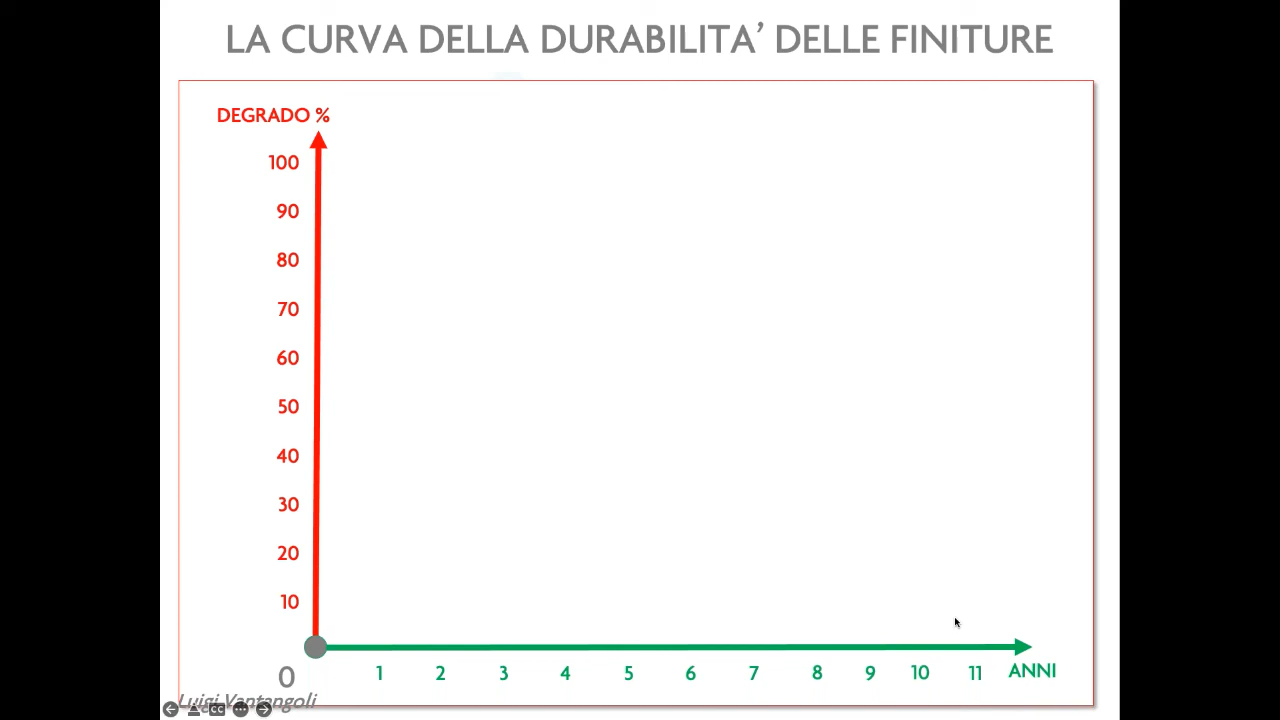 LA CURVA DELLA DURABILITA’ DELLE FINITURE
DEGRADO %
100
90
80
70
60
50
40
30
20
10
0
1 2 3 4 5 6 7 8 9 10 11 ANNI
Luigi Vantangoli
CC